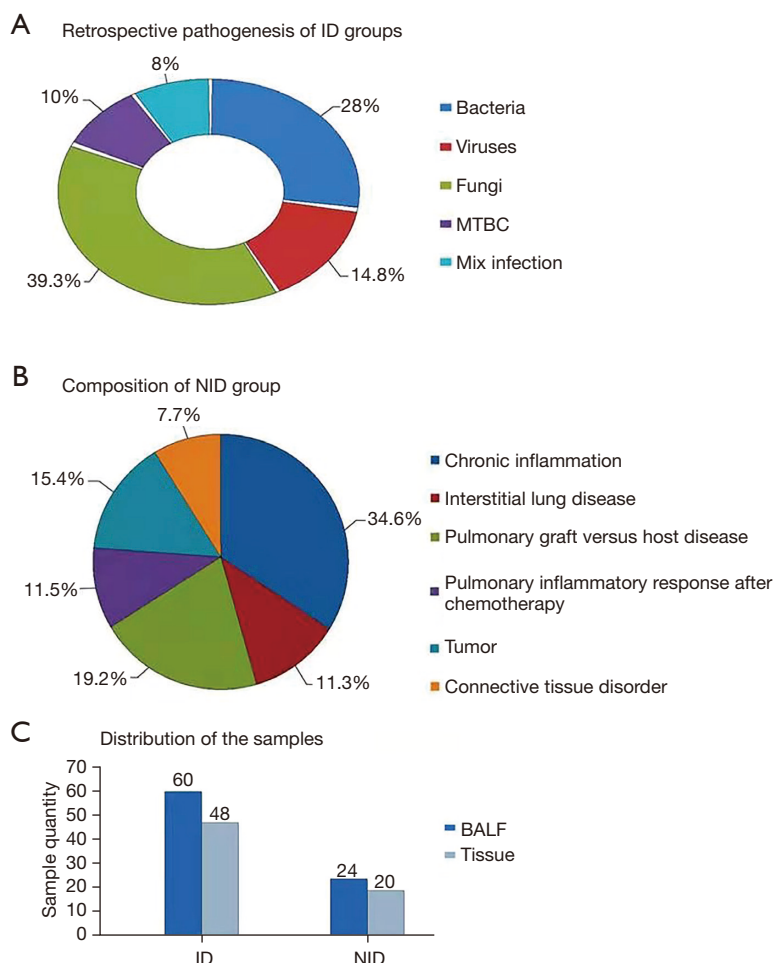 A
Retrospective pathogenesis of ID groups
8%
10%
28%
39.3%
14.8%
Bacteria
Viruses
Fungi
MTBC
Mix infection
B
Composition of NID group
7.7%
15.4%
34.6%
11.5%
19.2%
11.3%
Chronic inflammation
Interstitial lung disease
Pulmonary graft versus host disease
Pulmonary inflammatory response after
chemotherapy
Tumor
Connective tissue disorder
C
Distribution of the samples
Sample quantity
70
60
50
40
30
20
10
0
60
48
24
20
ID
NID
BALF
Tissue